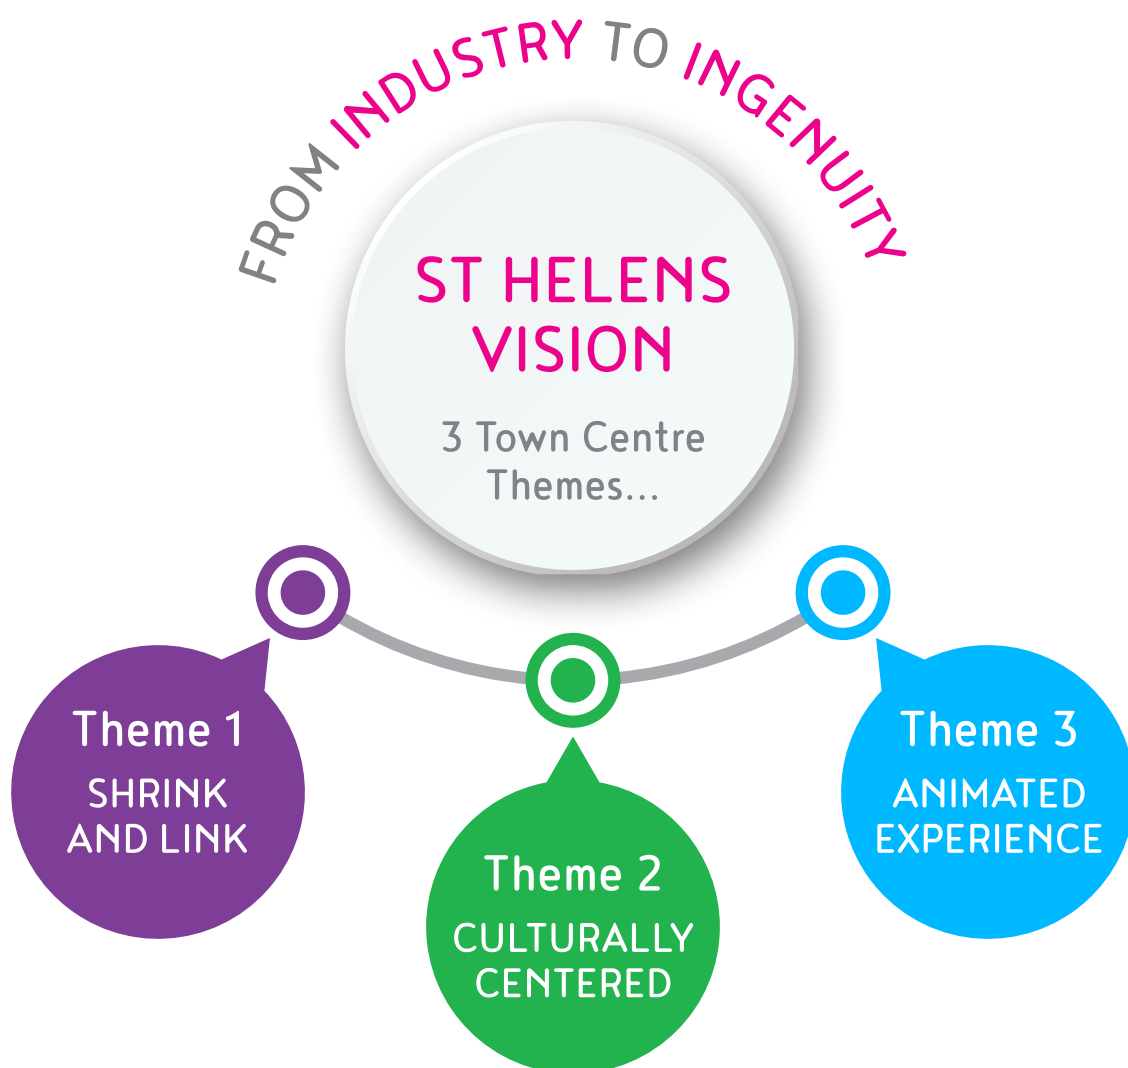 FROM INDUSTRY TO INGENUITY
ST HELENS
VISION
3 Town Centre
Themes...
Theme 1
SHRINK
AND LINK
Theme 2
CULTURALLY
CENTERED
Theme 3
ANIMATED
EXPERIENCE